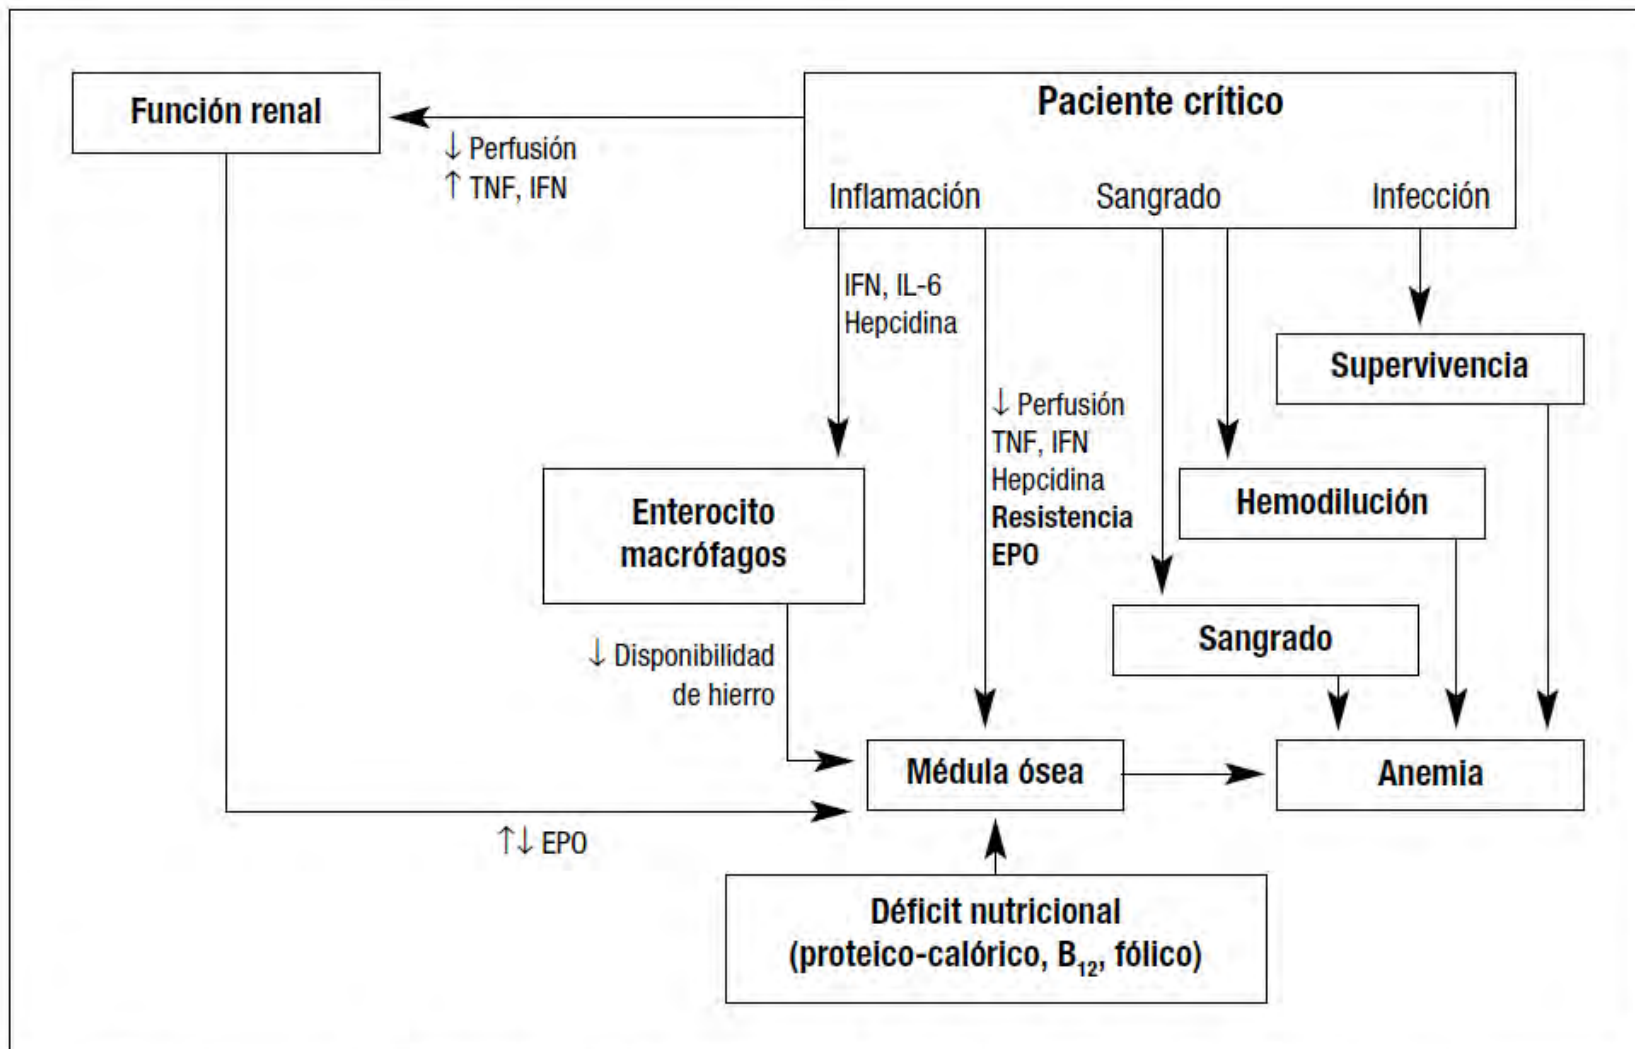 Función renal
Paciente crítico
↓ Perfusión
↑ TNF, IFN
Inflamación
Sangrado
Infección
IFN, IL-6
Hepcidina
Supervivencia
↓ Perfusión
TNF, IFN
Hepcidina
Resistencia
EPO
Enterocito
macrófagos
Hemodilución
Sangrado
↓ Disponibilidad
de hierro
Médula ósea
Anemia
↑↓ EPO
Déficit nutricional
(proteico-calórico, B₁₂, fólico)